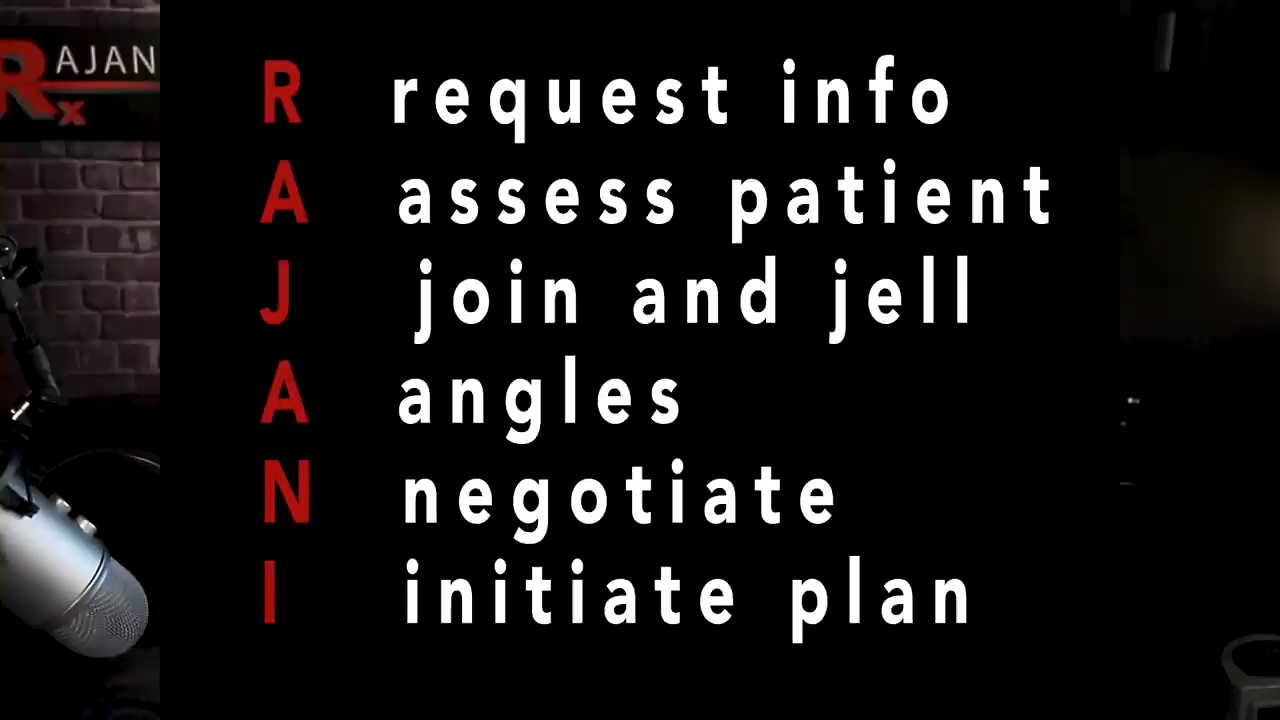 RAJAN
Rx
R request info
A assess patient
J join and jell
A angles
N negotiate
I initiate plan